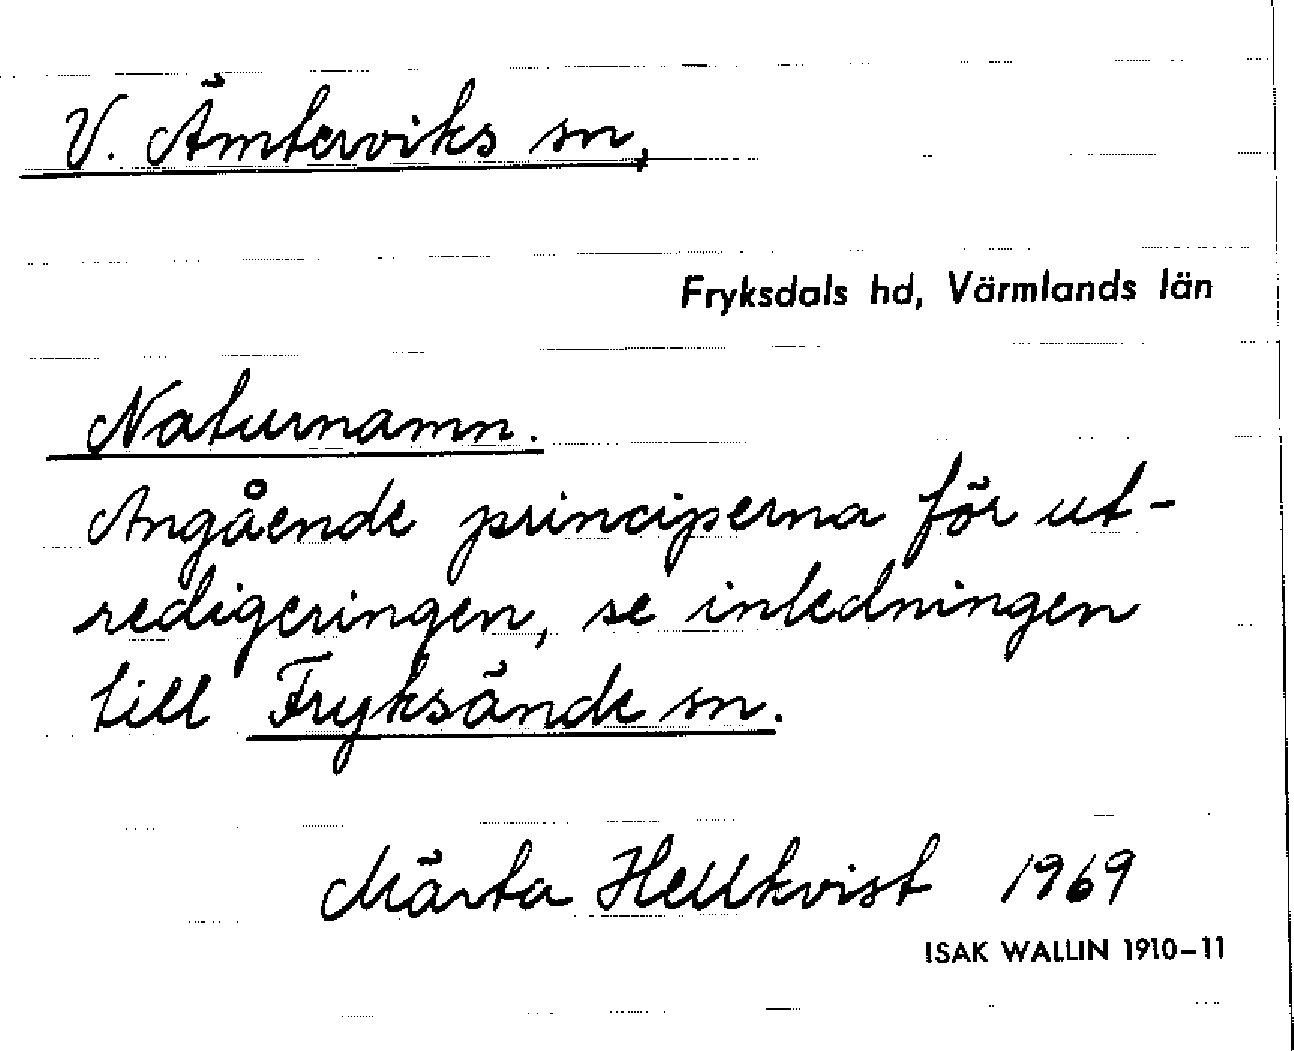 V. Ämterviks sn,
Fryksdals hd, Värmlands län
Naturnamn.
Angående principerna för ut-
redigeringen, se inledningen
till Fryksände sn.
Märta Hellkvist 1969
ISAK WALLIN 1910–11